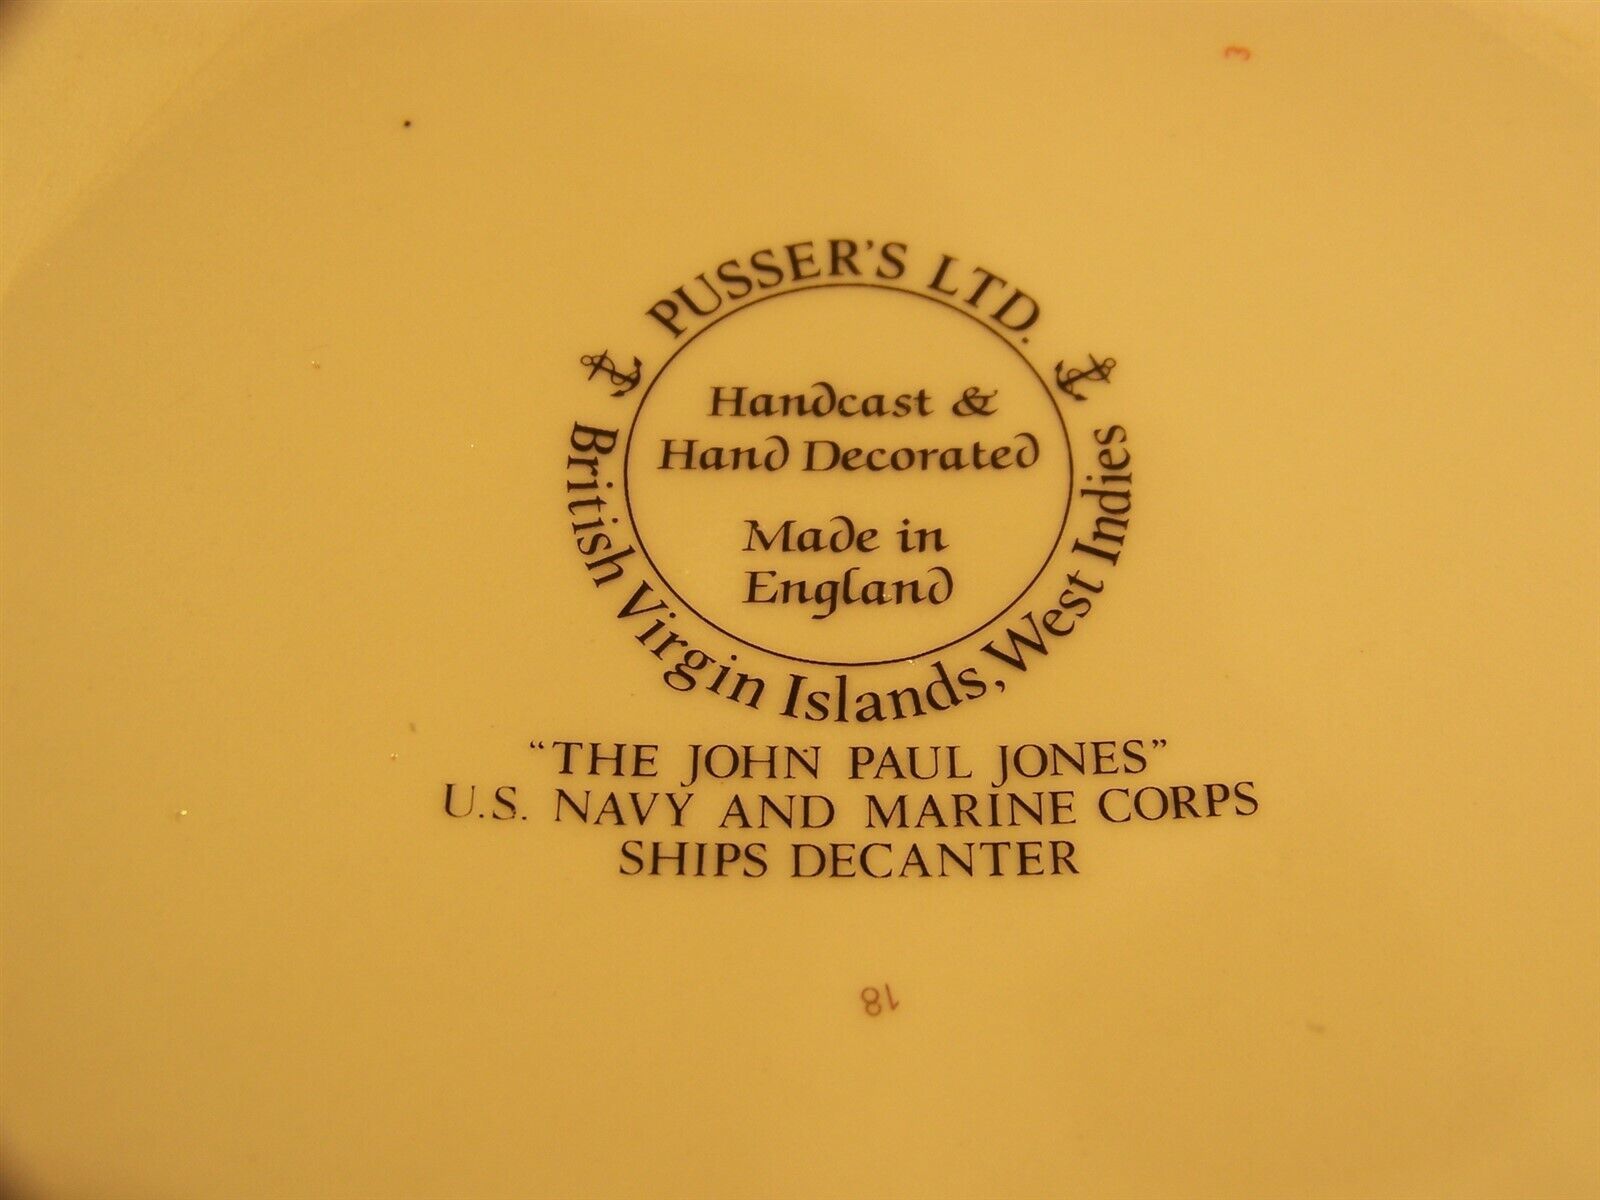 3
PUSSER'S LTD.
Handcast &
Hand Decorated
Made in
England
British Virgin Islands, West Indies
“THE JOHN PAUL JONES”
U.S. NAVY AND MARINE CORPS
SHIPS DECANTER
18